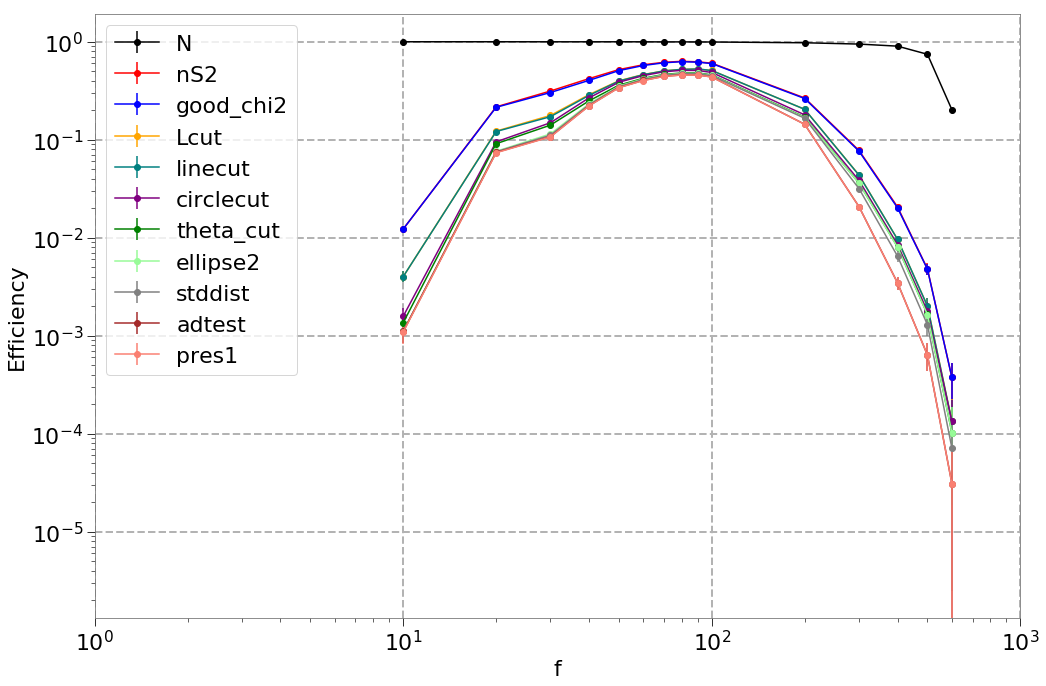 N
nS2
good_chi2
Lcut
linecut
circlecut
theta_cut
ellipse2
stddist
adtest
pres1
Efficiency
10⁰
10⁻¹
10⁻²
10⁻³
10⁻⁴
10⁻⁵
10⁰ 10¹ 10² 10³
f